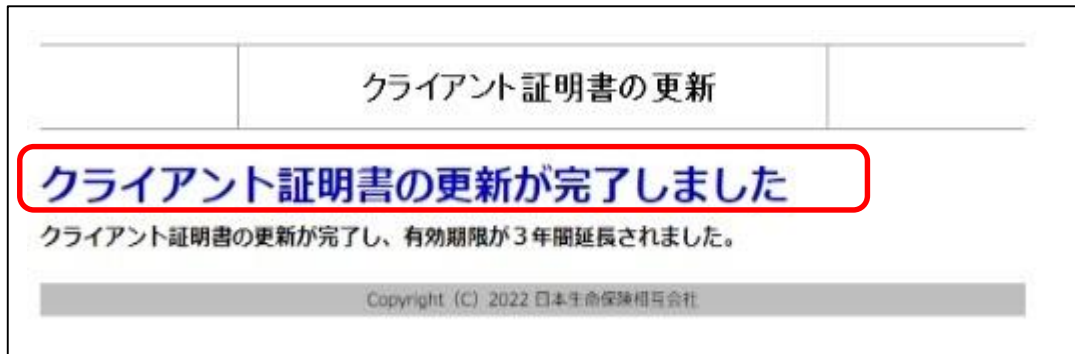 クライアント証明書の更新
クライアント証明書の更新が完了しました
クライアント証明書の更新が完了し、有効期限が３年間延長されました。
Copyright (C) 2022 日本生命保険相互会社